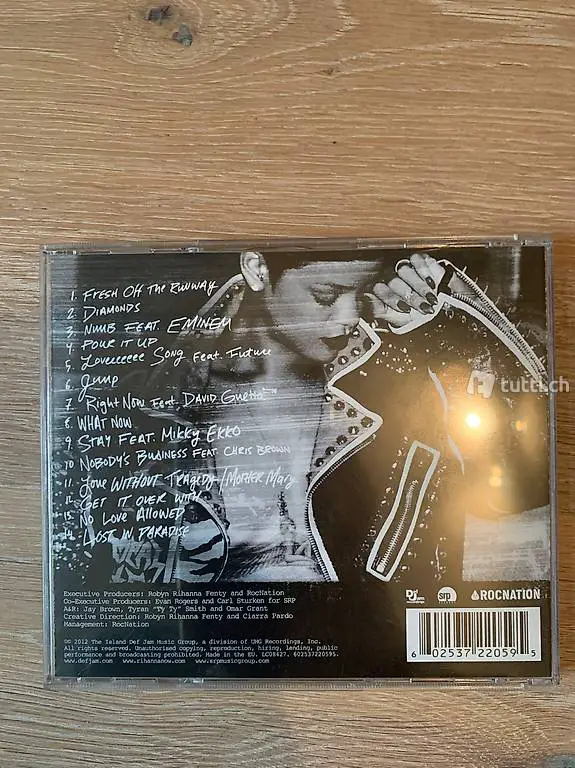 1. FRESH OFF THE RUNWAY
2. DIAMONDS
3. NUMB FEAT. EMINEM
4. POUR IT UP
5. Loveeeeeee Song Feat. Future
6. Jump
7. Right Now Feat. DAVID Guetta
8. WHAT NOW
9. STAY FEAT. MIKKY EKKO
10 NOBODY'S BUSINESS FEAT. CHRIS BROWN
11. Love WITHOUT TRAGEDY/MOTHER MARY
12. GET IT OVER WITH
13. NO LOVE ALLOWED
14. LOST IN PARADISE
tutti.ch
Executive Producers: Robyn Rihanna Fenty and RocNation
Co-Executive Producers: Evan Rogers and Carl Sturken for SRP
A&R: Jay Brown, Tyran "Ty Ty" Smith and Omar Grant
Creative Direction: Robyn Rihanna Fenty and Ciarra Pardo
Management: RocNation
© 2012 The Island Def Jam Music Group, a division of UMG Recordings, Inc.
All rights reserved. Unauthorized copying, reproduction, hiring, lending, public
performance and broadcasting prohibited. Made in the EU. LC08427. 602537220595.
www.defjam.com www.rihannanow.com www.srpmusicgroup.com
Def Jam srp ROCNATION
6 02537 22059 5